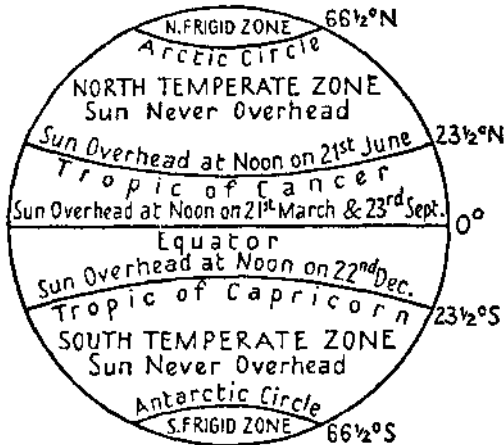 N. FRIGID ZONE
66½°N
Arctic Circle
NORTH TEMPERATE ZONE
Sun Never Overhead
23½°N
Sun Overhead at Noon on 21st June
Tropic of Cancer
Sun Overhead at Noon on 21st March & 23rd Sept.
0°
Equator
Sun Overhead at Noon on 22nd Dec.
Tropic of Capricorn
23½°S
SOUTH TEMPERATE ZONE
Sun Never Overhead
Antarctic Circle
S. FRIGID ZONE
66½°S